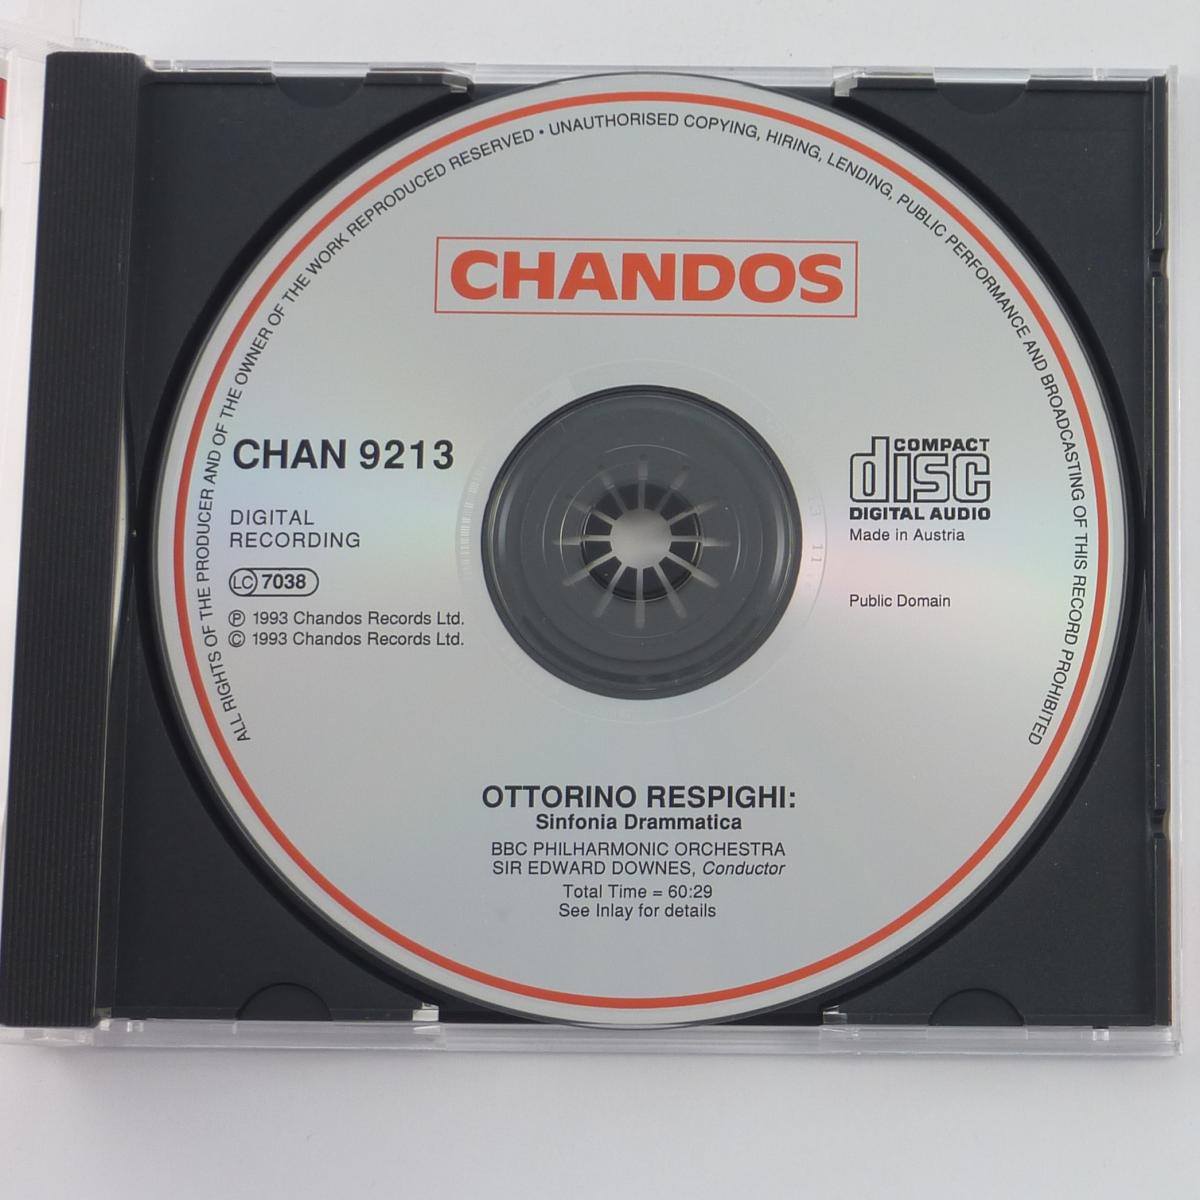 ALL RIGHTS OF THE PRODUCER AND OF THE OWNER OF THE WORK REPRODUCED RESERVED • UNAUTHORISED COPYING, HIRING, LENDING, PUBLIC PERFORMANCE AND BROADCASTING OF THIS RECORD PROHIBITED
CHANDOS
CHAN 9213
DIGITAL
RECORDING
LC 7038
℗ 1993 Chandos Records Ltd.
© 1993 Chandos Records Ltd.
COMPACT
disc
DIGITAL AUDIO
Made in Austria
Public Domain
OTTORINO RESPIGHI:
Sinfonia Drammatica
BBC PHILHARMONIC ORCHESTRA
SIR EDWARD DOWNES, Conductor
Total Time = 60:29
See Inlay for details